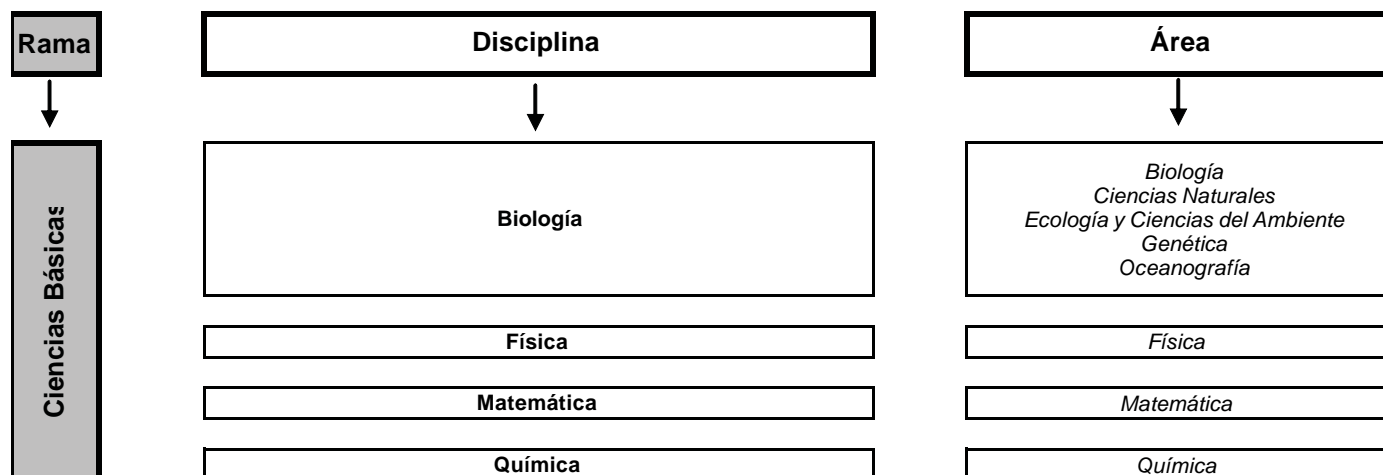 Rama
Disciplina
Área
Ciencias Básicas
Biología
Biología
Ciencias Naturales
Ecología y Ciencias del Ambiente
Genética
Oceanografía
Física
Física
Matemática
Matemática
Química
Química